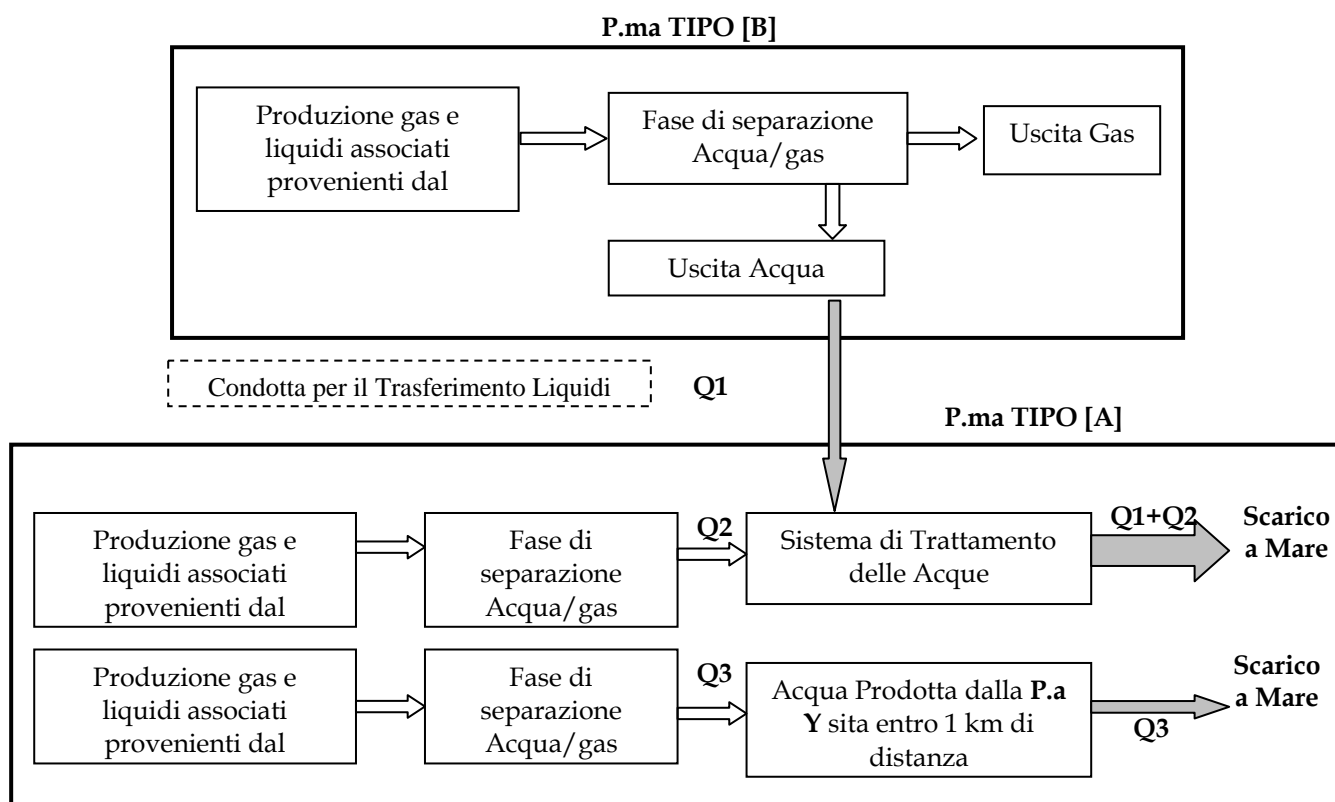 P.ma TIPO [B]
Produzione gas e
liquidi associati
provenienti dal
Fase di separazione
Acqua/gas
Uscita Gas
Uscita Acqua
Condotta per il Trasferimento Liquidi
Q1
P.ma TIPO [A]
Produzione gas e
liquidi associati
provenienti dal
Fase di
separazione
Acqua/gas
Q2
Sistema di Trattamento
delle Acque
Q1+Q2
Scarico
a Mare
Produzione gas e
liquidi associati
provenienti dal
Fase di
separazione
Acqua/gas
Q3
Acqua Prodotta dalla P.a
Y sita entro 1 km di
distanza
Q3
Scarico
a Mare